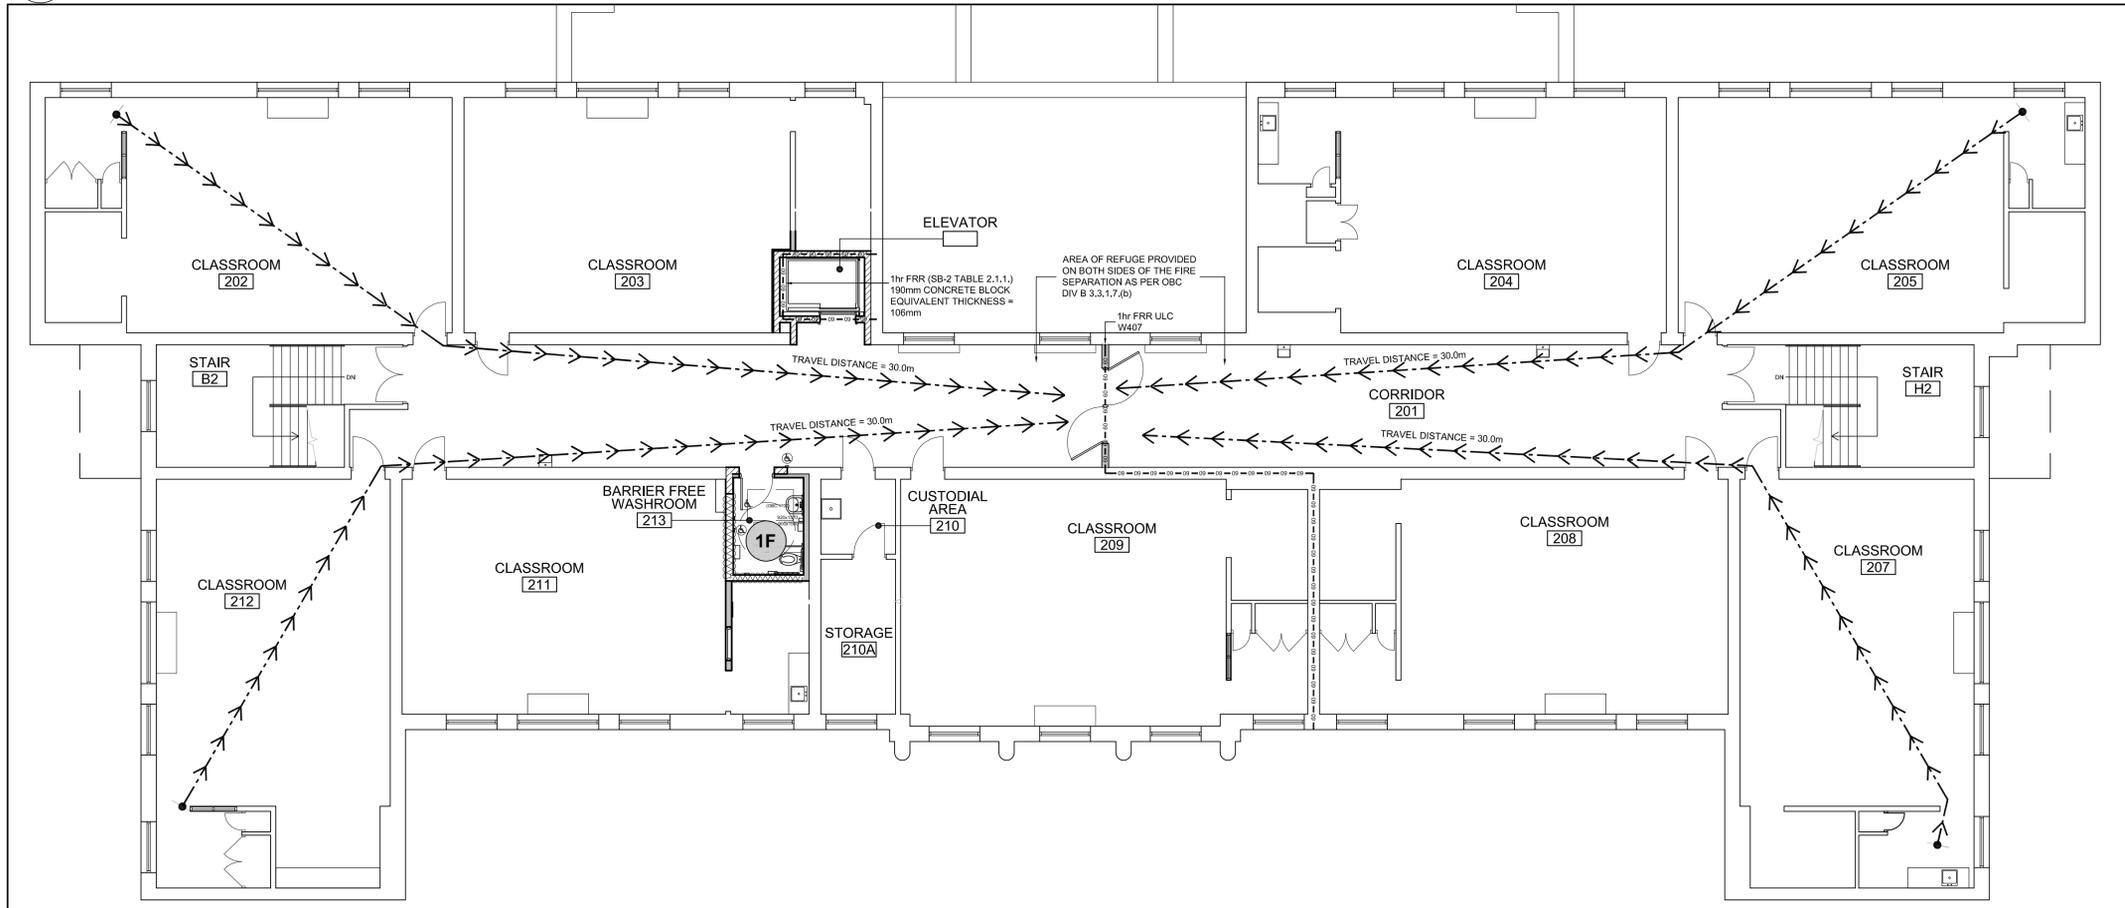 CLASSROOM
202
CLASSROOM
203
ELEVATOR
1hr FRR (SB-2 TABLE 2.1.1.)
190mm CONCRETE BLOCK
EQUIVALENT THICKNESS =
106mm
AREA OF REFUGE PROVIDED
ON BOTH SIDES OF THE FIRE
SEPARATION AS PER OBC
DIV B 3.3.1.7.(b)
1hr FRR ULC
W407
CLASSROOM
204
CLASSROOM
205
STAIR
B2
DN
TRAVEL DISTANCE = 30.0m
TRAVEL DISTANCE = 30.0m
CORRIDOR
201
DN
STAIR
H2
TRAVEL DISTANCE = 30.0m
TRAVEL DISTANCE = 30.0m
BARRIER FREE
WASHROOM
213
1F
CUSTODIAL
AREA
210
CLASSROOM
209
CLASSROOM
208
CLASSROOM
207
CLASSROOM
212
CLASSROOM
211
STORAGE
210A